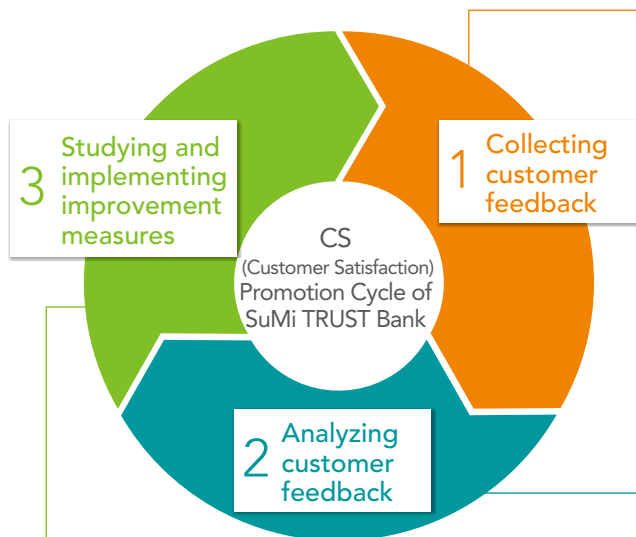 1
Collecting
customer
feedback
2
Analyzing
customer
feedback
3
Studying and
implementing
improvement
measures
CS
(Customer Satisfaction)
Promotion Cycle of
SuMi TRUST Bank